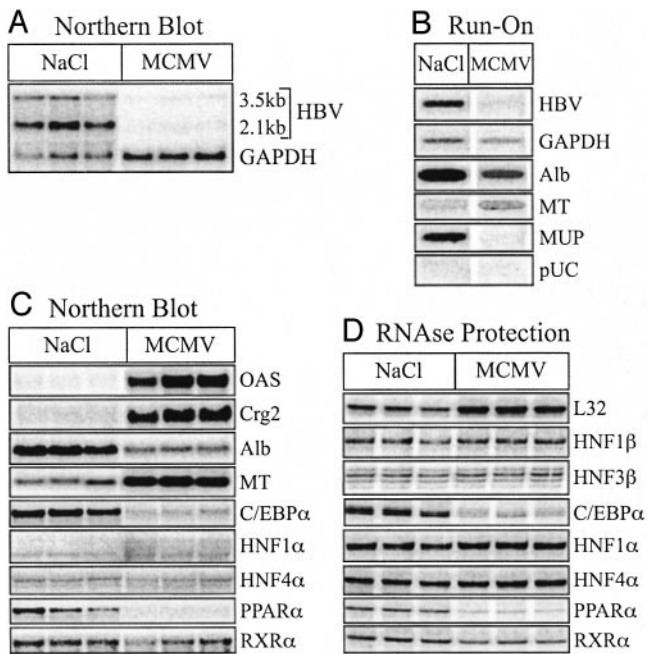 A Northern Blot
NaCl MCMV
3.5kb
HBV
2.1kb
GAPDH
B Run-On
NaCl MCMV
HBV
GAPDH
Alb
MT
MUP
pUC
C Northern Blot
NaCl MCMV
OAS
Crg2
Alb
MT
C/EBPα
HNF1α
HNF4α
PPARα
RXRα
D RNAse Protection
NaCl MCMV
L32
HNF1β
HNF3β
C/EBPα
HNF1α
HNF4α
PPARα
RXRα